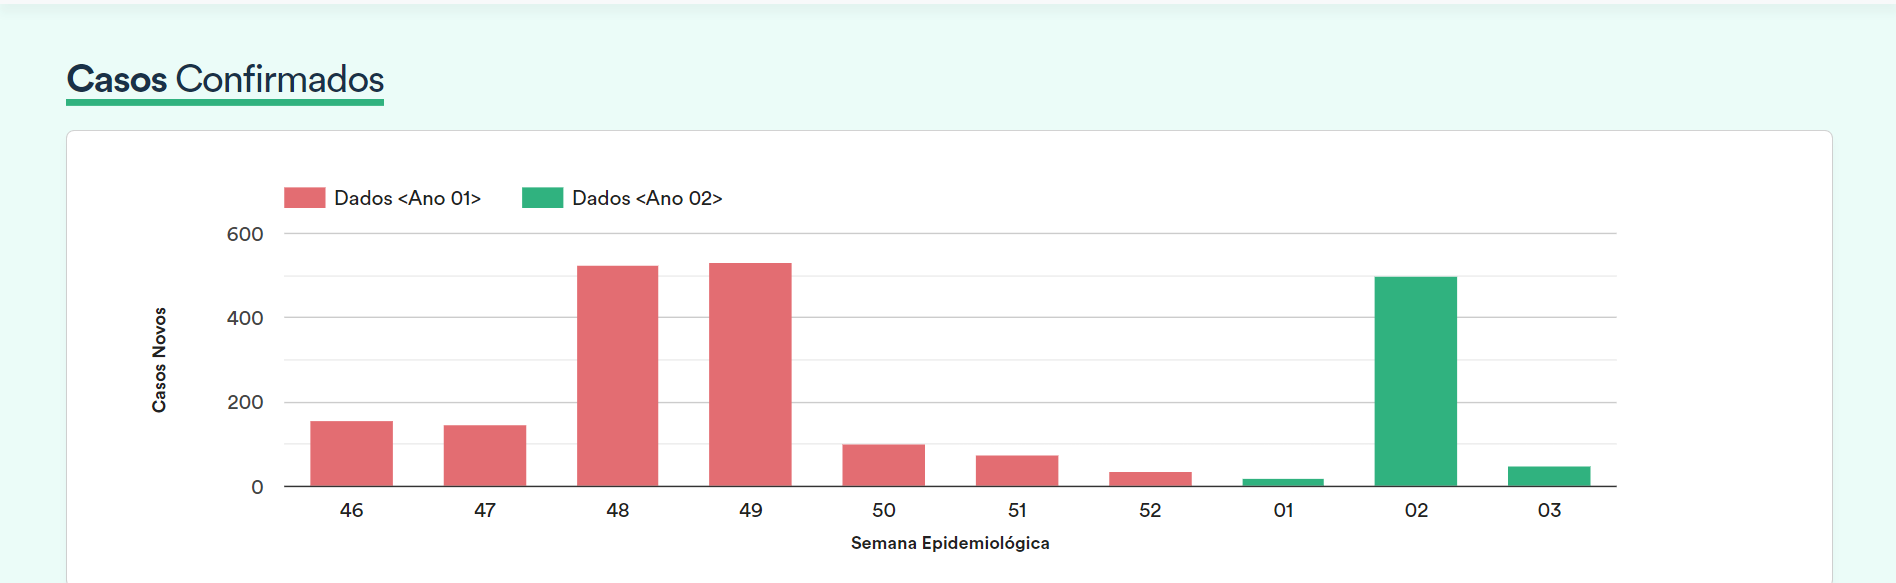 Casos Confirmados
Dados <Ano 01> Dados <Ano 02>
600
400
200
0
Casos Novos
46 47 48 49 50 51 52 01 02 03
Semana Epidemiológica